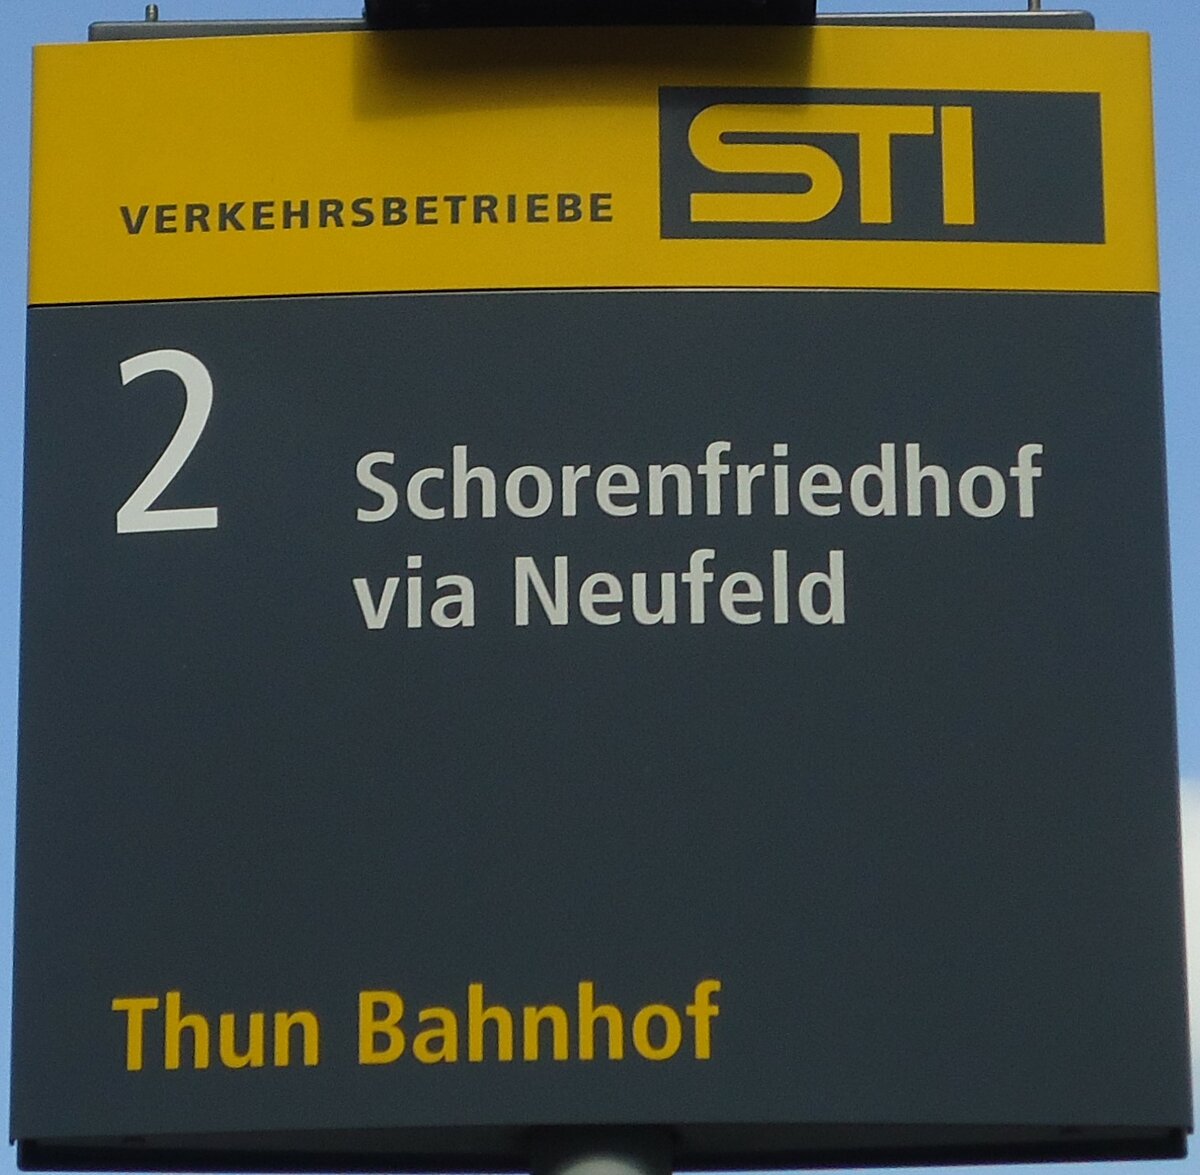 VERKEHRSBETRIEBE STI
2 Schorenfriedhof
via Neufeld
Thun Bahnhof